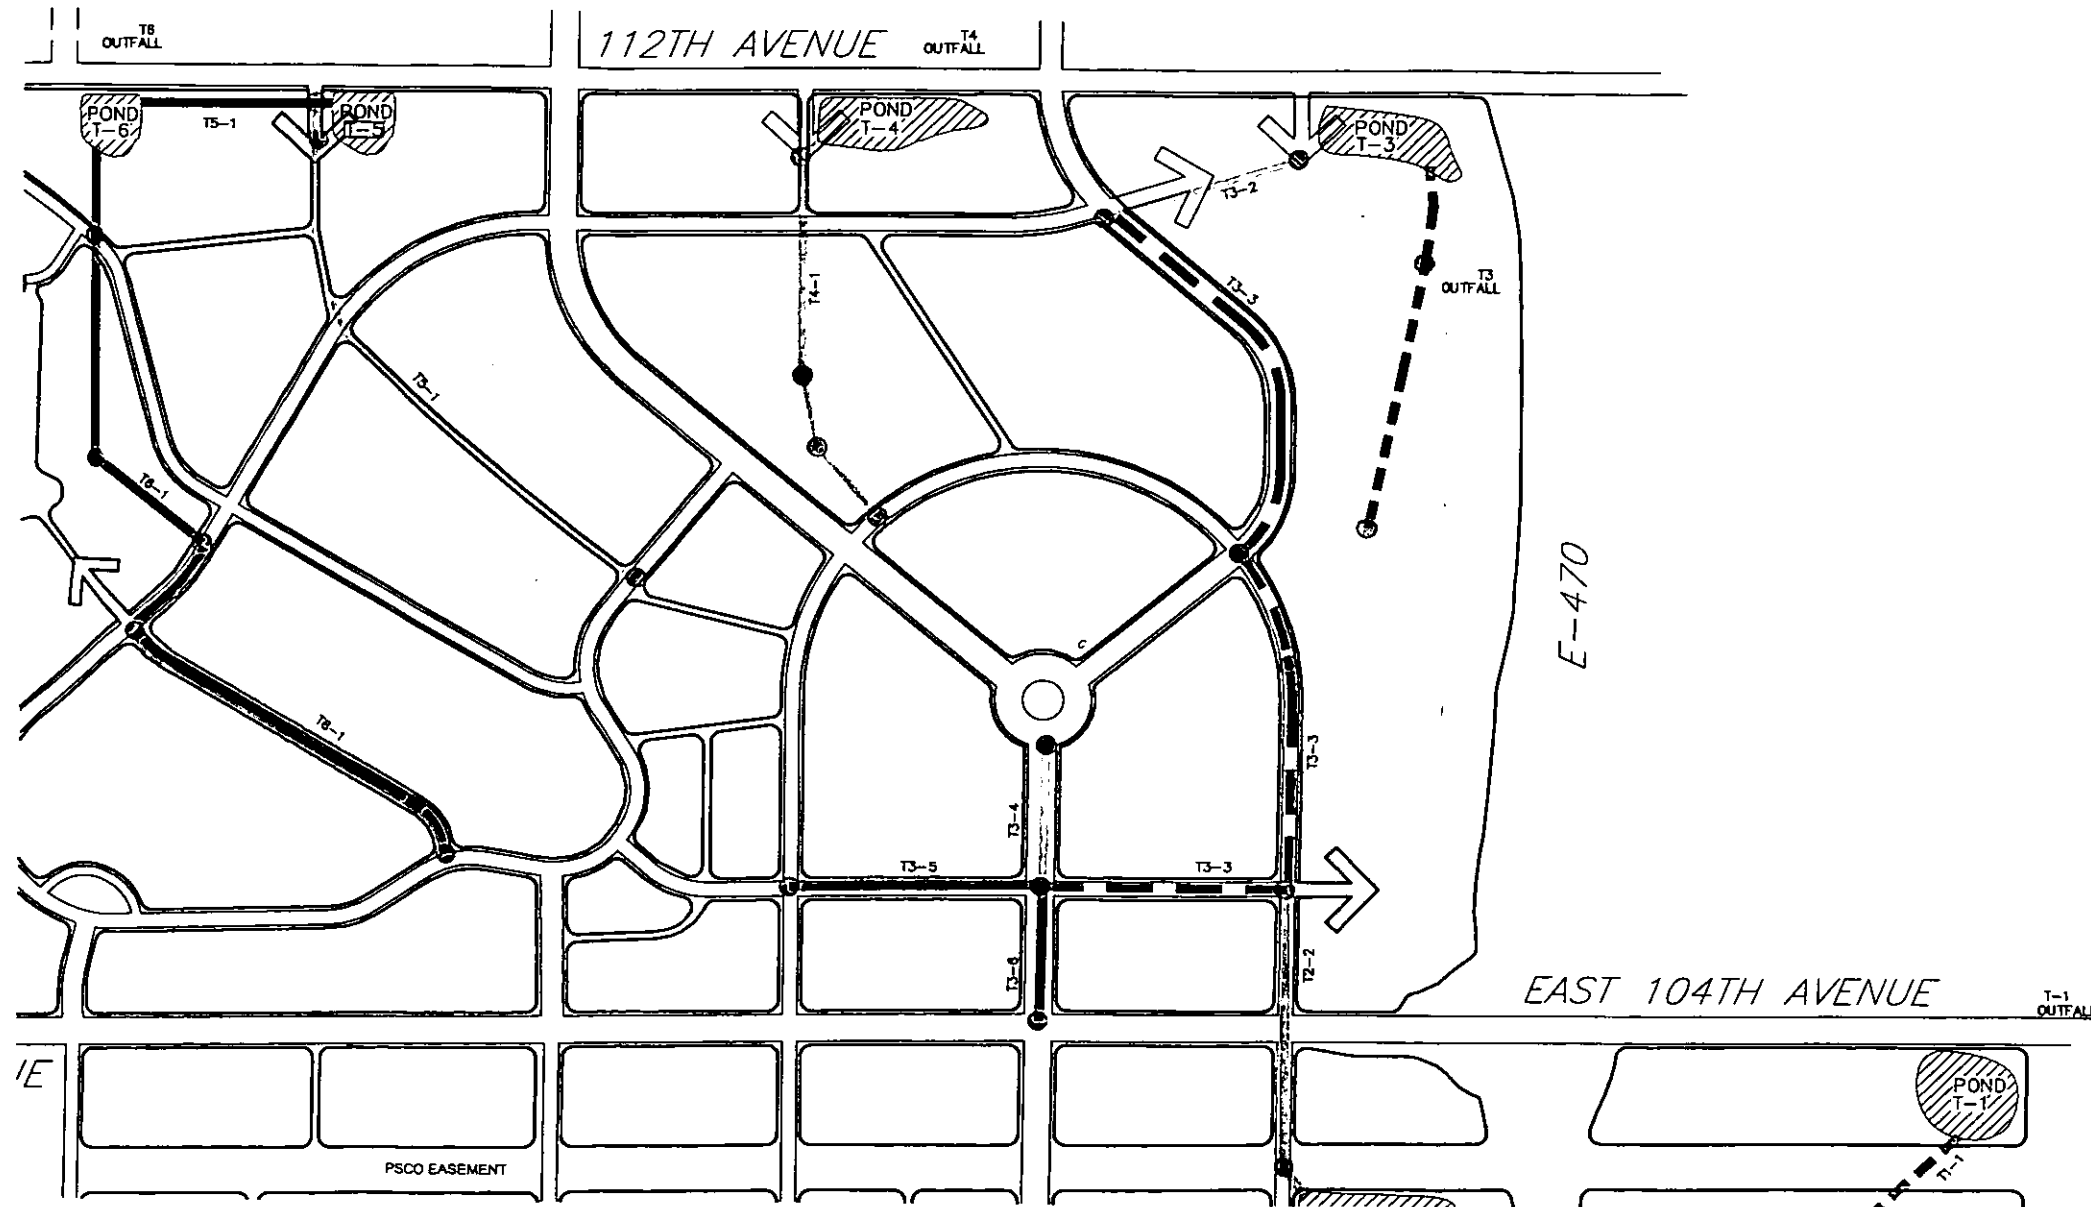 T6
OUTFALL
112TH AVENUE
T4
OUTFALL
POND
T-6
T5-1
POND
T-5
POND
T-4
POND
T-3
T3-2
T3
OUTFALL
T3-3
T4-1
T5-1
T6-1
E-470
C
T6-1
T3-3
T3-4
T3-5
T3-3
T3-6
T2-2
EAST 104TH AVENUE
T-1
OUTFALL
POND
T-1
T1-1
PSCO EASEMENT